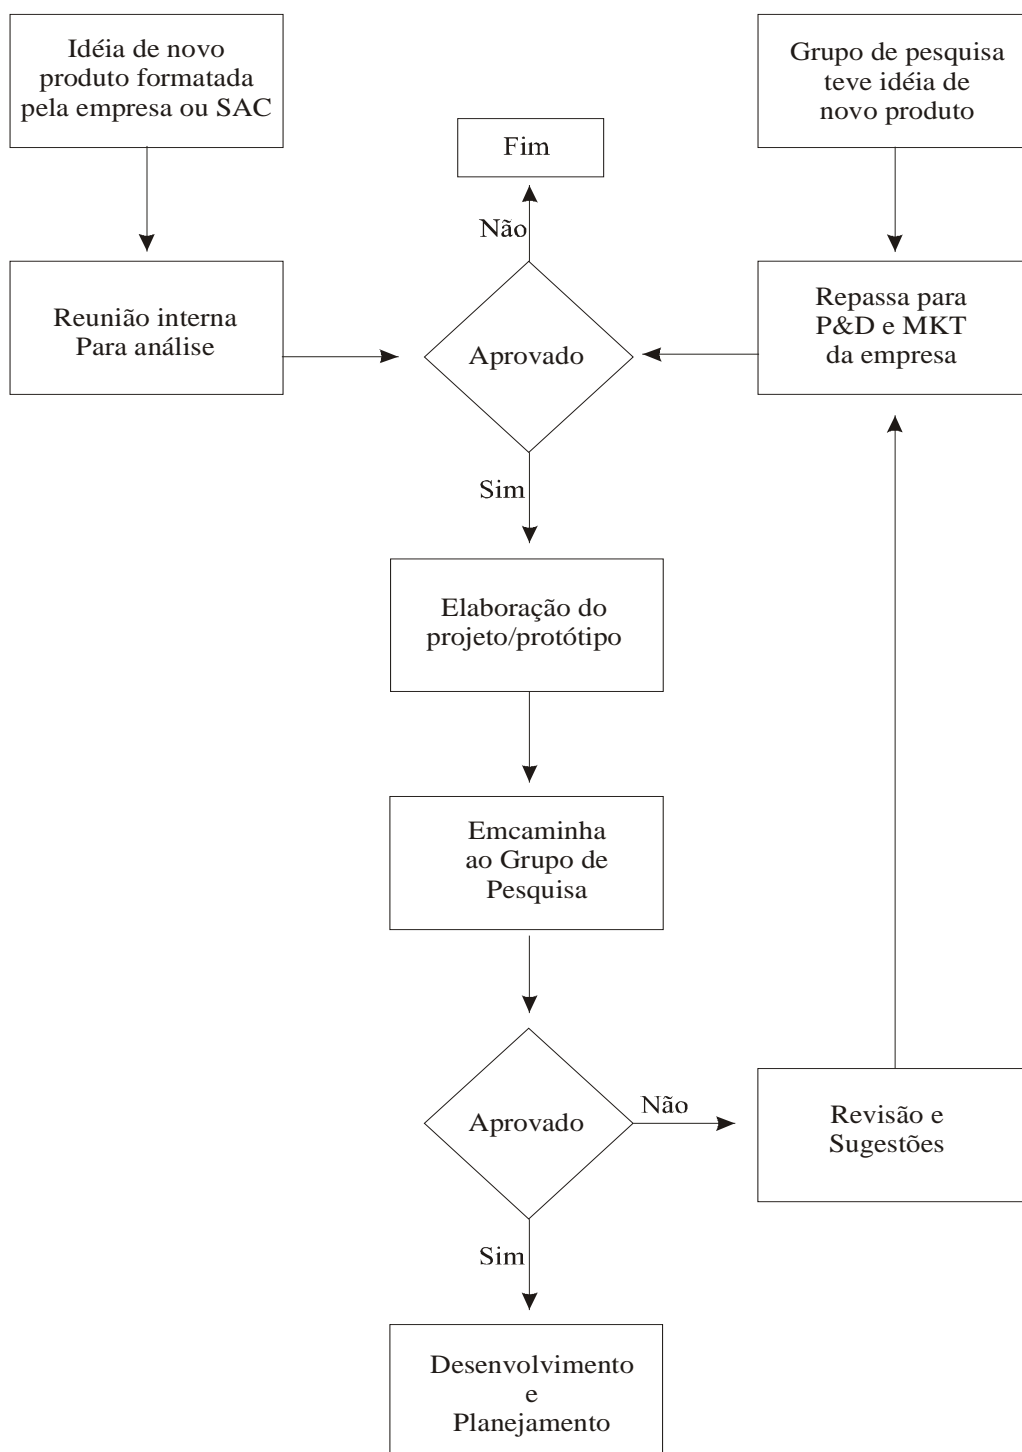 Idéia de novo
produto formatada
pela empresa ou SAC
Grupo de pesquisa
teve idéia de
novo produto
Fim
Não
Reunião interna
Para análise
Aprovado
Repassa para
P&D e MKT
da empresa
Sim
Elaboração do
projeto/protótipo
Emcaminha
ao Grupo de
Pesquisa
Aprovado
Não
Revisão e
Sugestões
Sim
Desenvolvimento
e
Planejamento